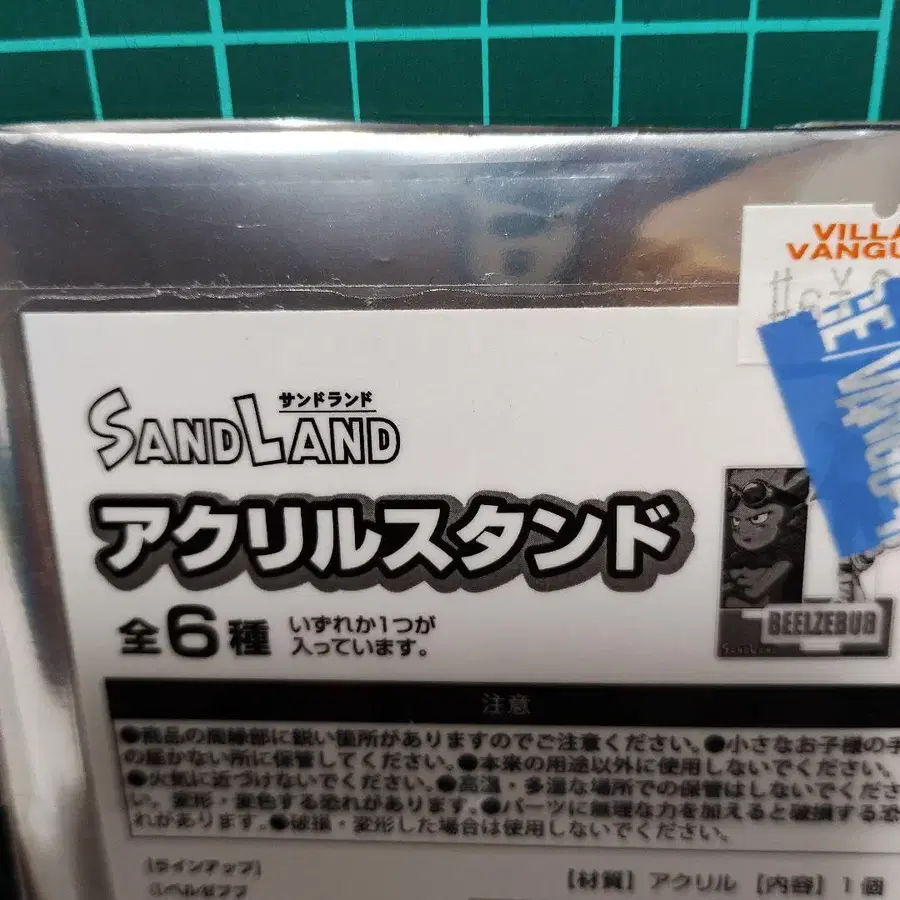 VILLA
VANGU
サンドランド
SANDLAND
アクリルスタンド
全6種 いずれか1つが
入っています。
BEELZEBUB
SANDLAND
注意
●商品の周縁部に鋭い箇所がありますのでご注意ください。●小さなお子様の手
の届かない所に保管してください。●本来の用途以外に使用しないでください。
●火気に近づけないでください。●高温・多湿な場所での保管はしないでくださ
い。変形・変色する恐れがあります。●パーツに無理な力を加えると破損する恐
れがあります。●破損・変形した場合は使用しないでください。
[ラインアップ]
ベルゼブブ
【材質】アクリル 【内容】1個